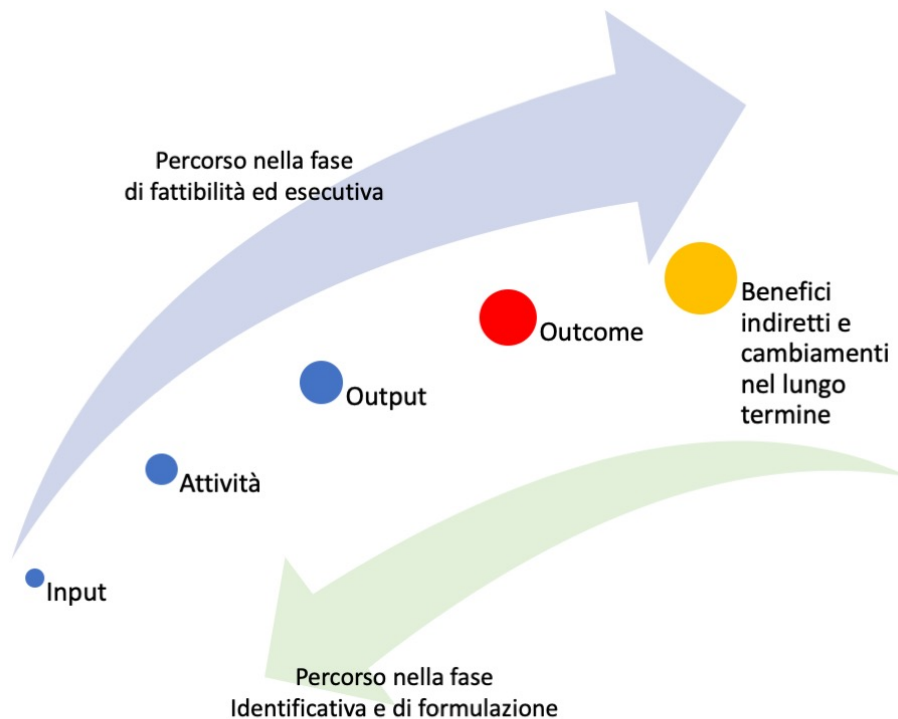 Percorso nella fase
di fattibilità ed esecutiva
Benefici
indiretti e
cambiamenti
nel lungo
termine
Outcome
Output
Attività
Input
Percorso nella fase
Identificativa e di formulazione